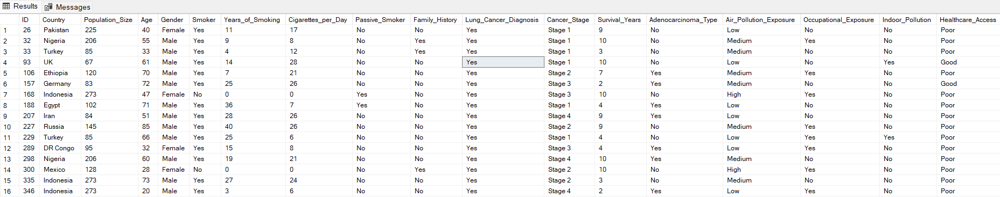 Results Messages
ID Country Population_Size Age Gender Smoker Years_of_Smoking Cigarettes_per_Day Passive_Smoker Family_History Lung_Cancer_Diagnosis Cancer_Stage Survival_Years Adenocarcinoma_Type Air_Pollution_Exposure Occupational_Exposure Indoor_Pollution Healthcare_Access
1 26 Pakistan 225 40 Female Yes 11 17 No No Yes Stage 1 9 No Low No No Poor
2 32 Nigeria 206 55 Male Yes 9 8 No Yes Yes Stage 1 10 No Medium Yes No Poor
3 33 Turkey 85 33 Male Yes 4 12 No Yes Yes Stage 1 3 No Medium No No Poor
4 93 UK 67 61 Male Yes 14 28 No No Yes Stage 1 10 No Low No Yes Good
5 106 Ethiopia 120 70 Male Yes 7 21 No No Yes Stage 2 7 Yes Medium Yes No Poor
6 157 Germany 83 72 Male Yes 25 26 No No Yes Stage 3 2 Yes Medium No No Good
7 168 Indonesia 273 47 Female No 0 0 Yes No Yes Stage 3 10 No High Yes No Poor
8 188 Egypt 102 71 Male Yes 36 7 Yes No Yes Stage 1 4 Yes Low No No Poor
9 207 Iran 84 51 Male Yes 28 26 No No Yes Stage 4 9 Yes Low No No Poor
10 227 Russia 145 85 Male Yes 40 26 No No Yes Stage 2 9 No Medium Yes No Poor
11 229 Turkey 85 66 Male Yes 25 6 No No Yes Stage 1 4 No Low Yes Yes Poor
12 289 DR Congo 95 32 Female Yes 15 8 No No Yes Stage 3 4 Yes Low Yes No Poor
13 298 Nigeria 206 60 Male Yes 19 21 No No Yes Stage 4 10 Yes Medium No No Poor
14 300 Mexico 128 28 Female No 0 0 No Yes Yes Stage 2 10 No High Yes No Poor
15 335 Indonesia 273 73 Male Yes 27 24 No No Yes Stage 2 3 No Medium No No Poor
16 346 Indonesia 273 20 Male Yes 3 6 No No Yes Stage 4 2 Yes Low Yes No Poor